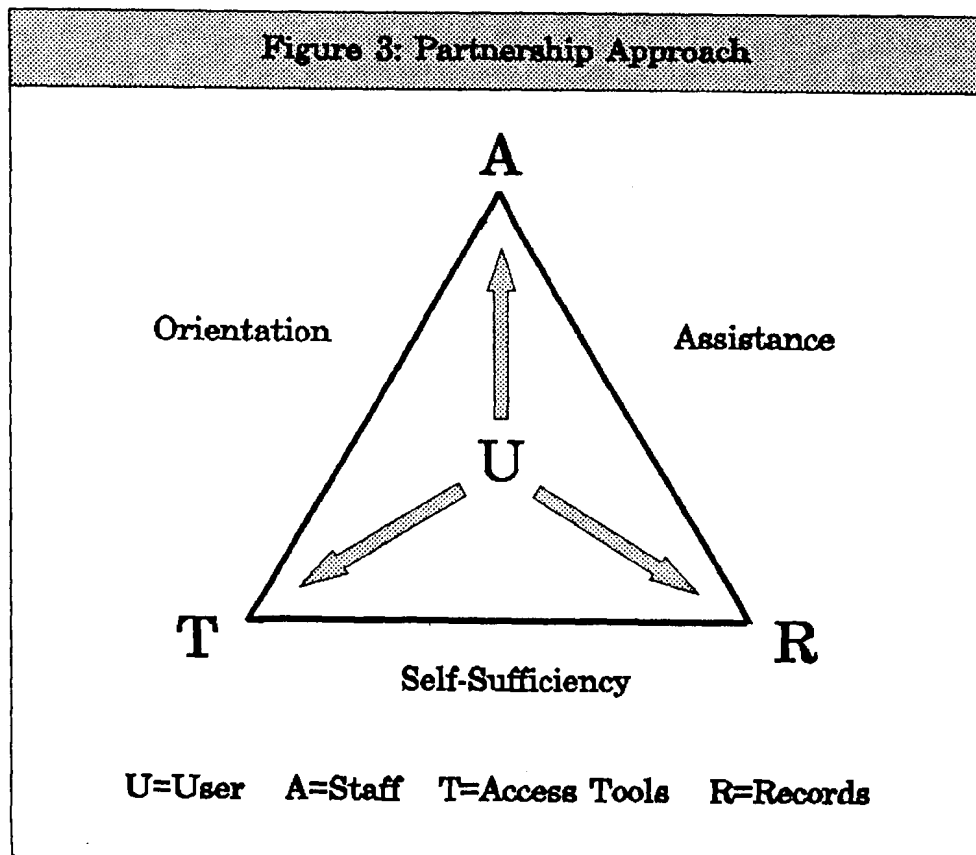 Figure 3: Partnership Approach
A
Orientation
Assistance
U
T
R
Self-Sufficiency
U=User A=Staff T=Access Tools R=Records